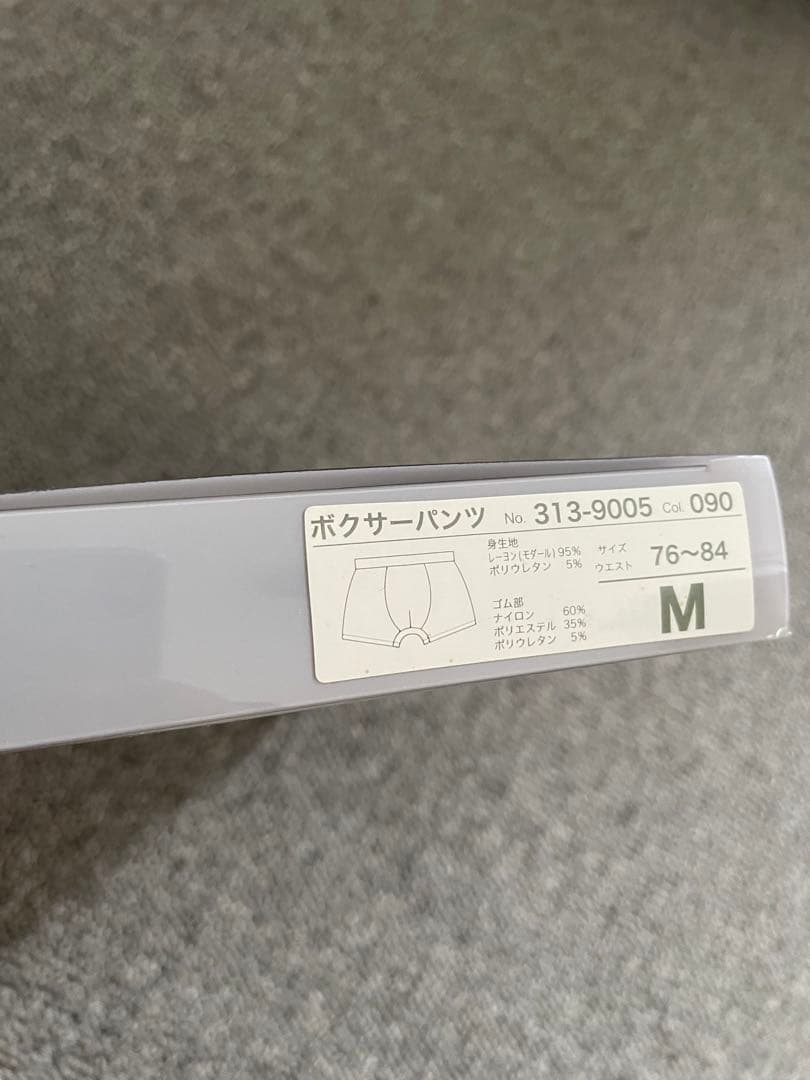 ボクサーパンツ No. 313-9005 Col. 090
身生地
レーヨン(モダール) 95%
ポリウレタン 5%
ゴム部
ナイロン 60%
ポリエステル 35%
ポリウレタン 5%
サイズ
ウエスト 76〜84
M